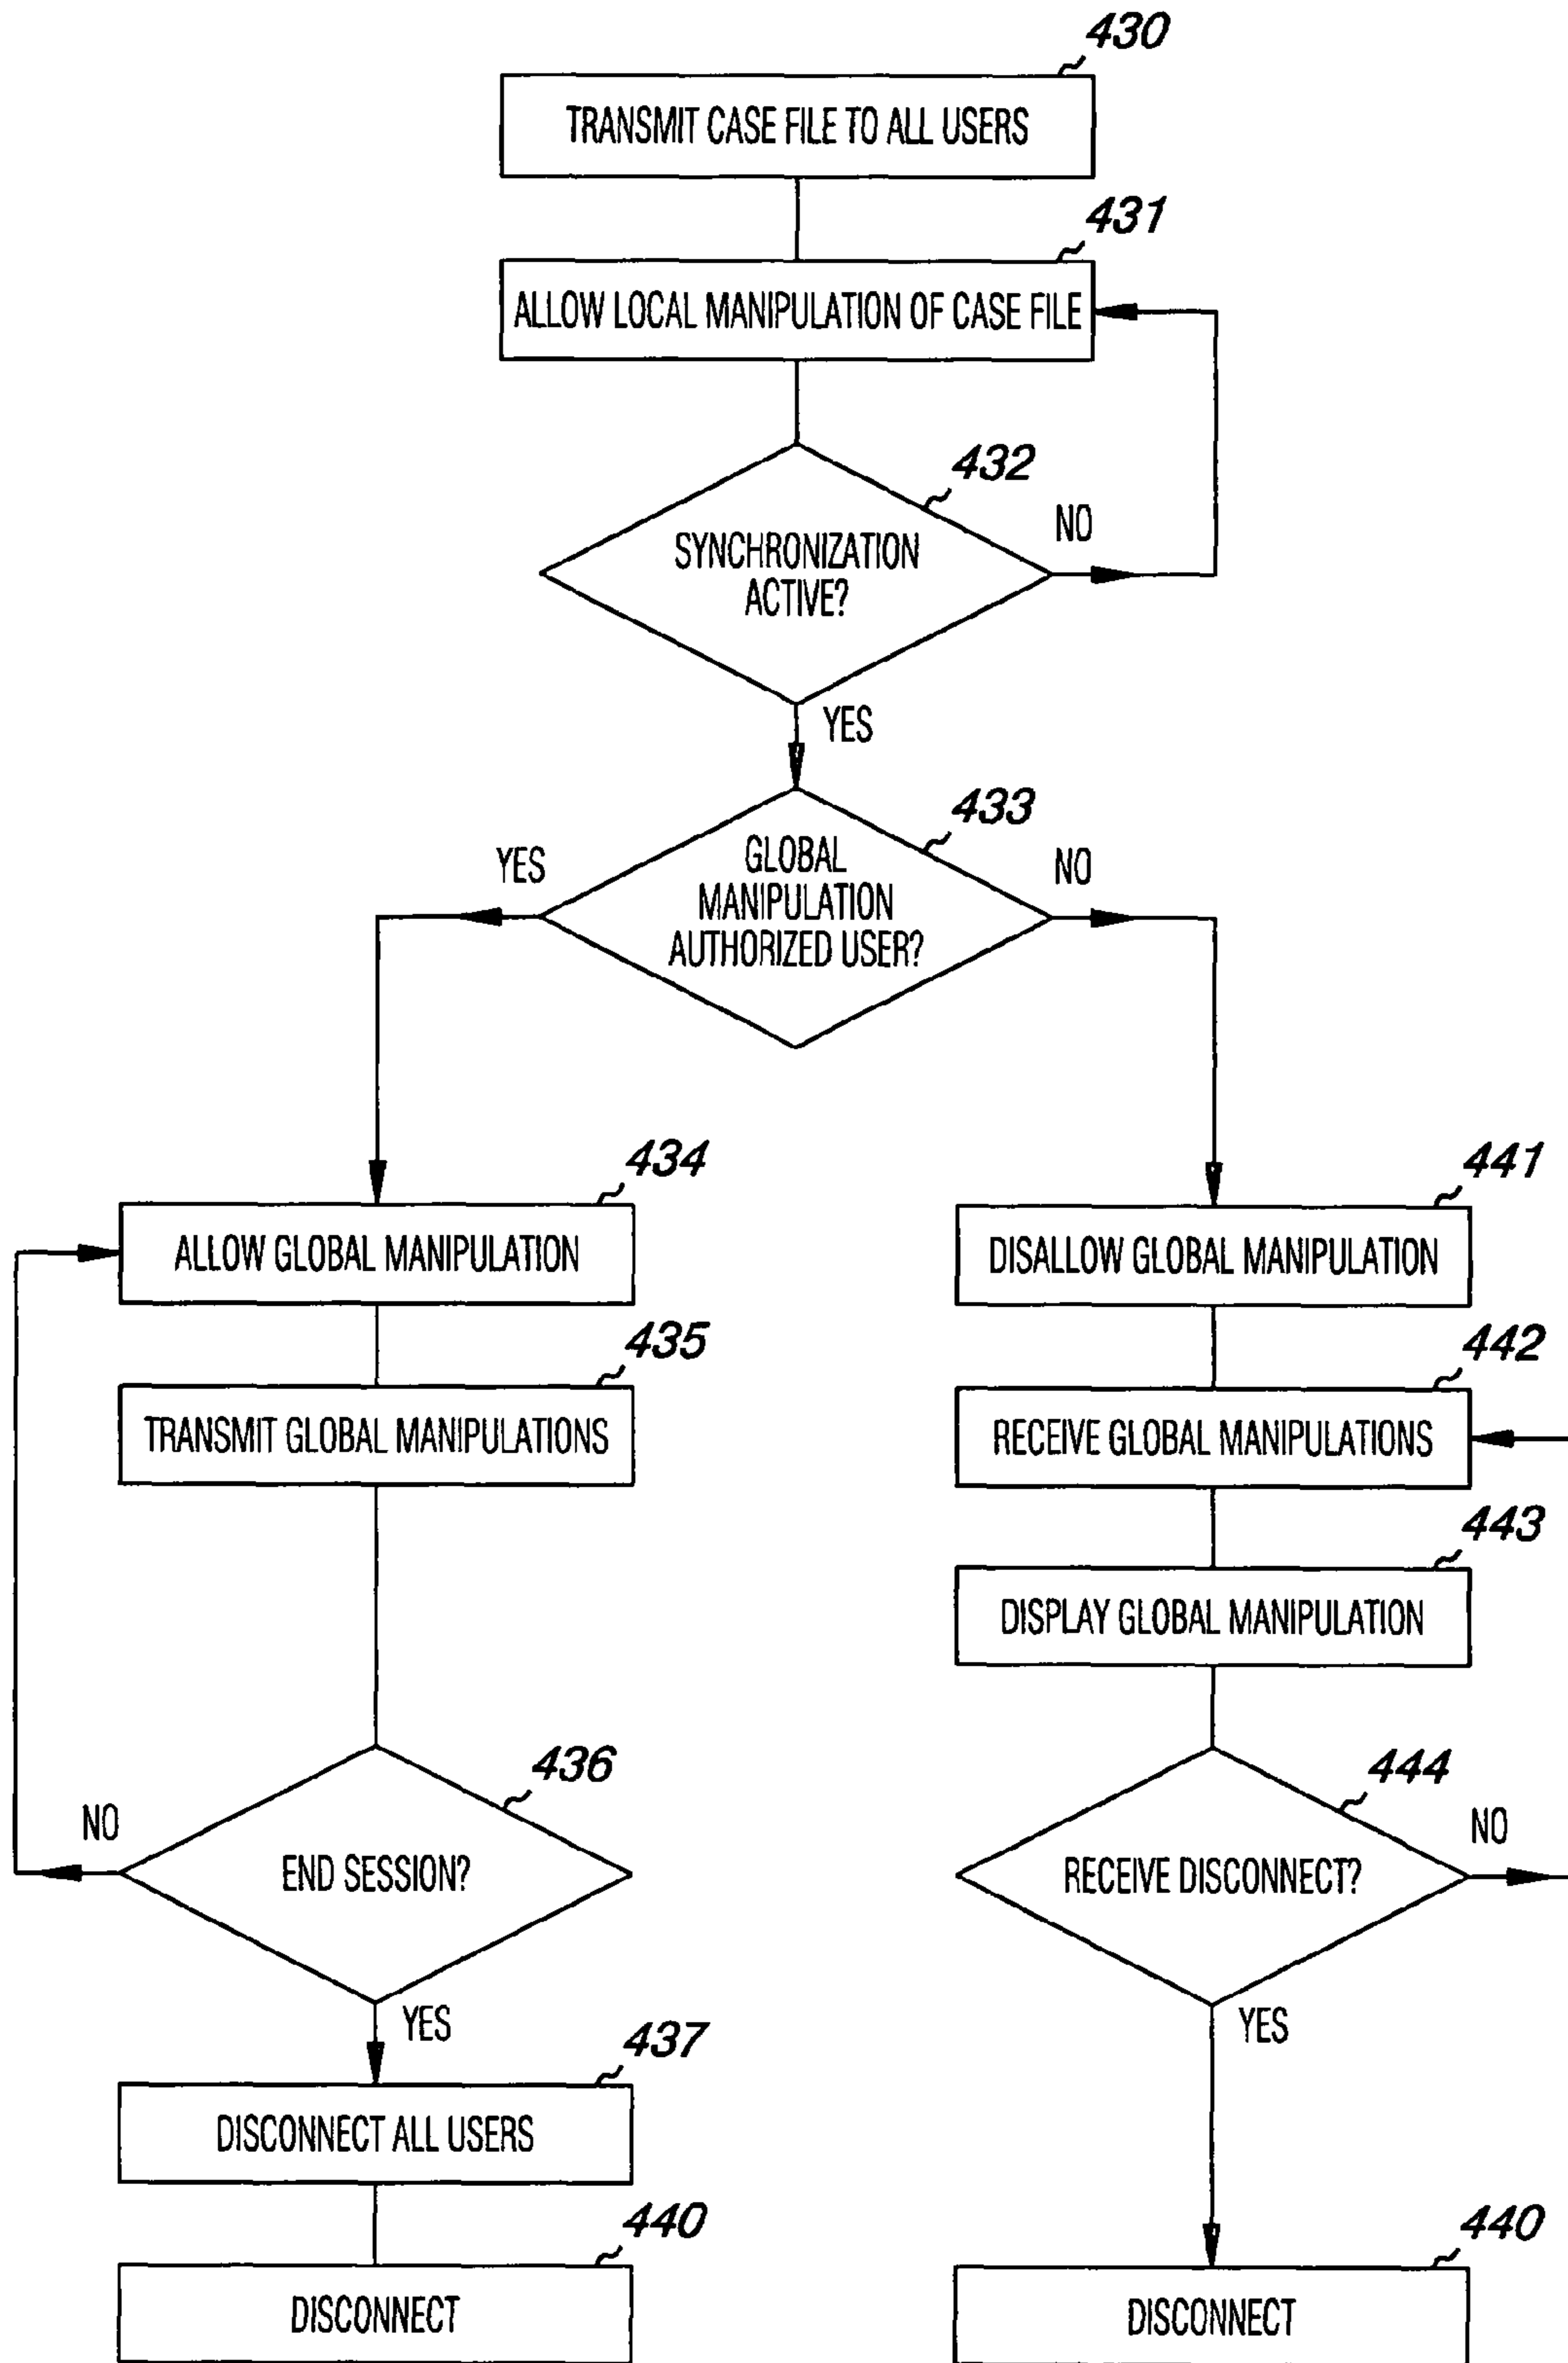 430
TRANSMIT CASE FILE TO ALL USERS
431
ALLOW LOCAL MANIPULATION OF CASE FILE
432
SYNCHRONIZATION
ACTIVE?
NO
YES
433
GLOBAL
MANIPULATION
AUTHORIZED USER?
YES
NO
434
ALLOW GLOBAL MANIPULATION
441
DISALLOW GLOBAL MANIPULATION
435
TRANSMIT GLOBAL MANIPULATIONS
442
RECEIVE GLOBAL MANIPULATIONS
443
DISPLAY GLOBAL MANIPULATION
436
END SESSION?
NO
YES
444
RECEIVE DISCONNECT?
NO
YES
437
DISCONNECT ALL USERS
440
DISCONNECT
440
DISCONNECT